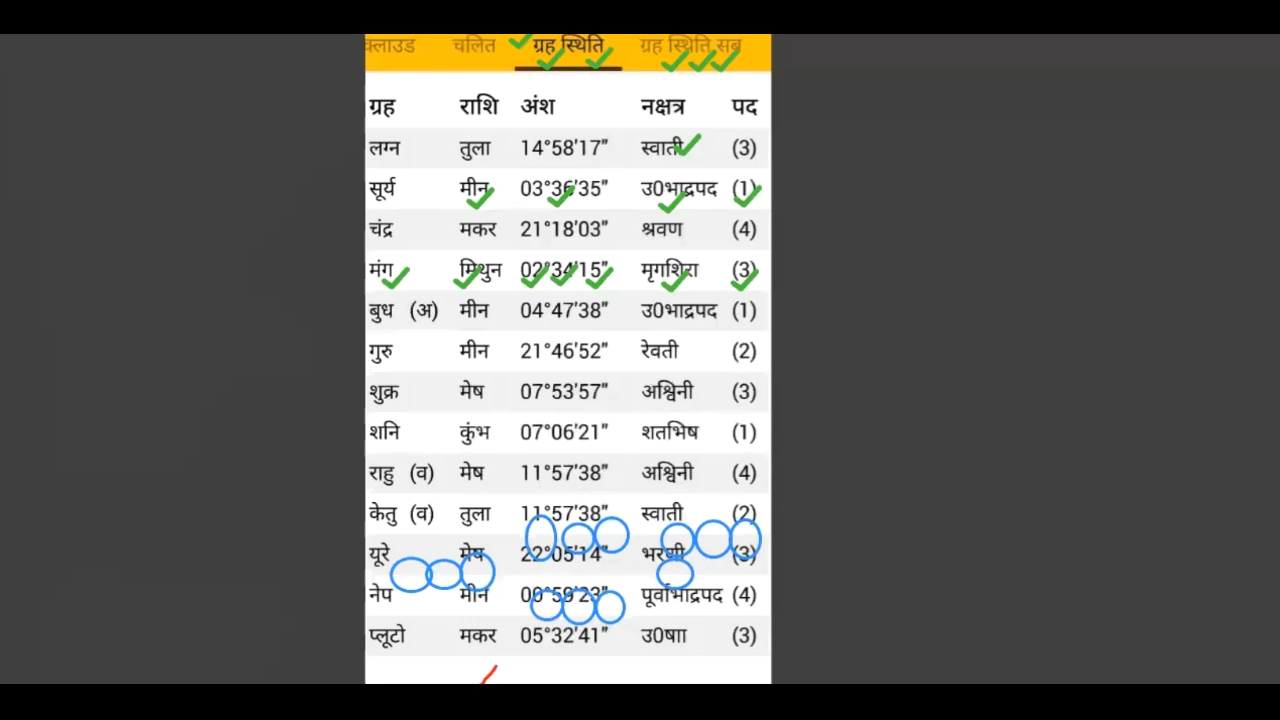 क्लाउड चलित ग्रह स्थिति ग्रह स्थिति सब
ग्रह राशि अंश नक्षत्र पद
लग्न तुला 14°58'17" स्वाती (3)
सूर्य मीन 03°36'35" उ0भाद्रपद (1)
चंद्र मकर 21°18'03" श्रवण (4)
मंग मिथुन 02°34'15" मृगशिरा (3)
बुध (अ) मीन 04°47'38" उ0भाद्रपद (1)
गुरु मीन 21°46'52" रेवती (2)
शुक्र मेष 07°53'57" अश्विनी (3)
शनि कुंभ 07°06'21" शतभिष (1)
राहु (व) मेष 11°57'38" अश्विनी (4)
केतु (व) तुला 11°57'38" स्वाती (2)
यूरे मेष 22°05'14" भरणी (3)
नेप मीन 00°59'23" पूर्वाभाद्रपद (4)
प्लूटो मकर 05°32'41" उ0षाा (3)